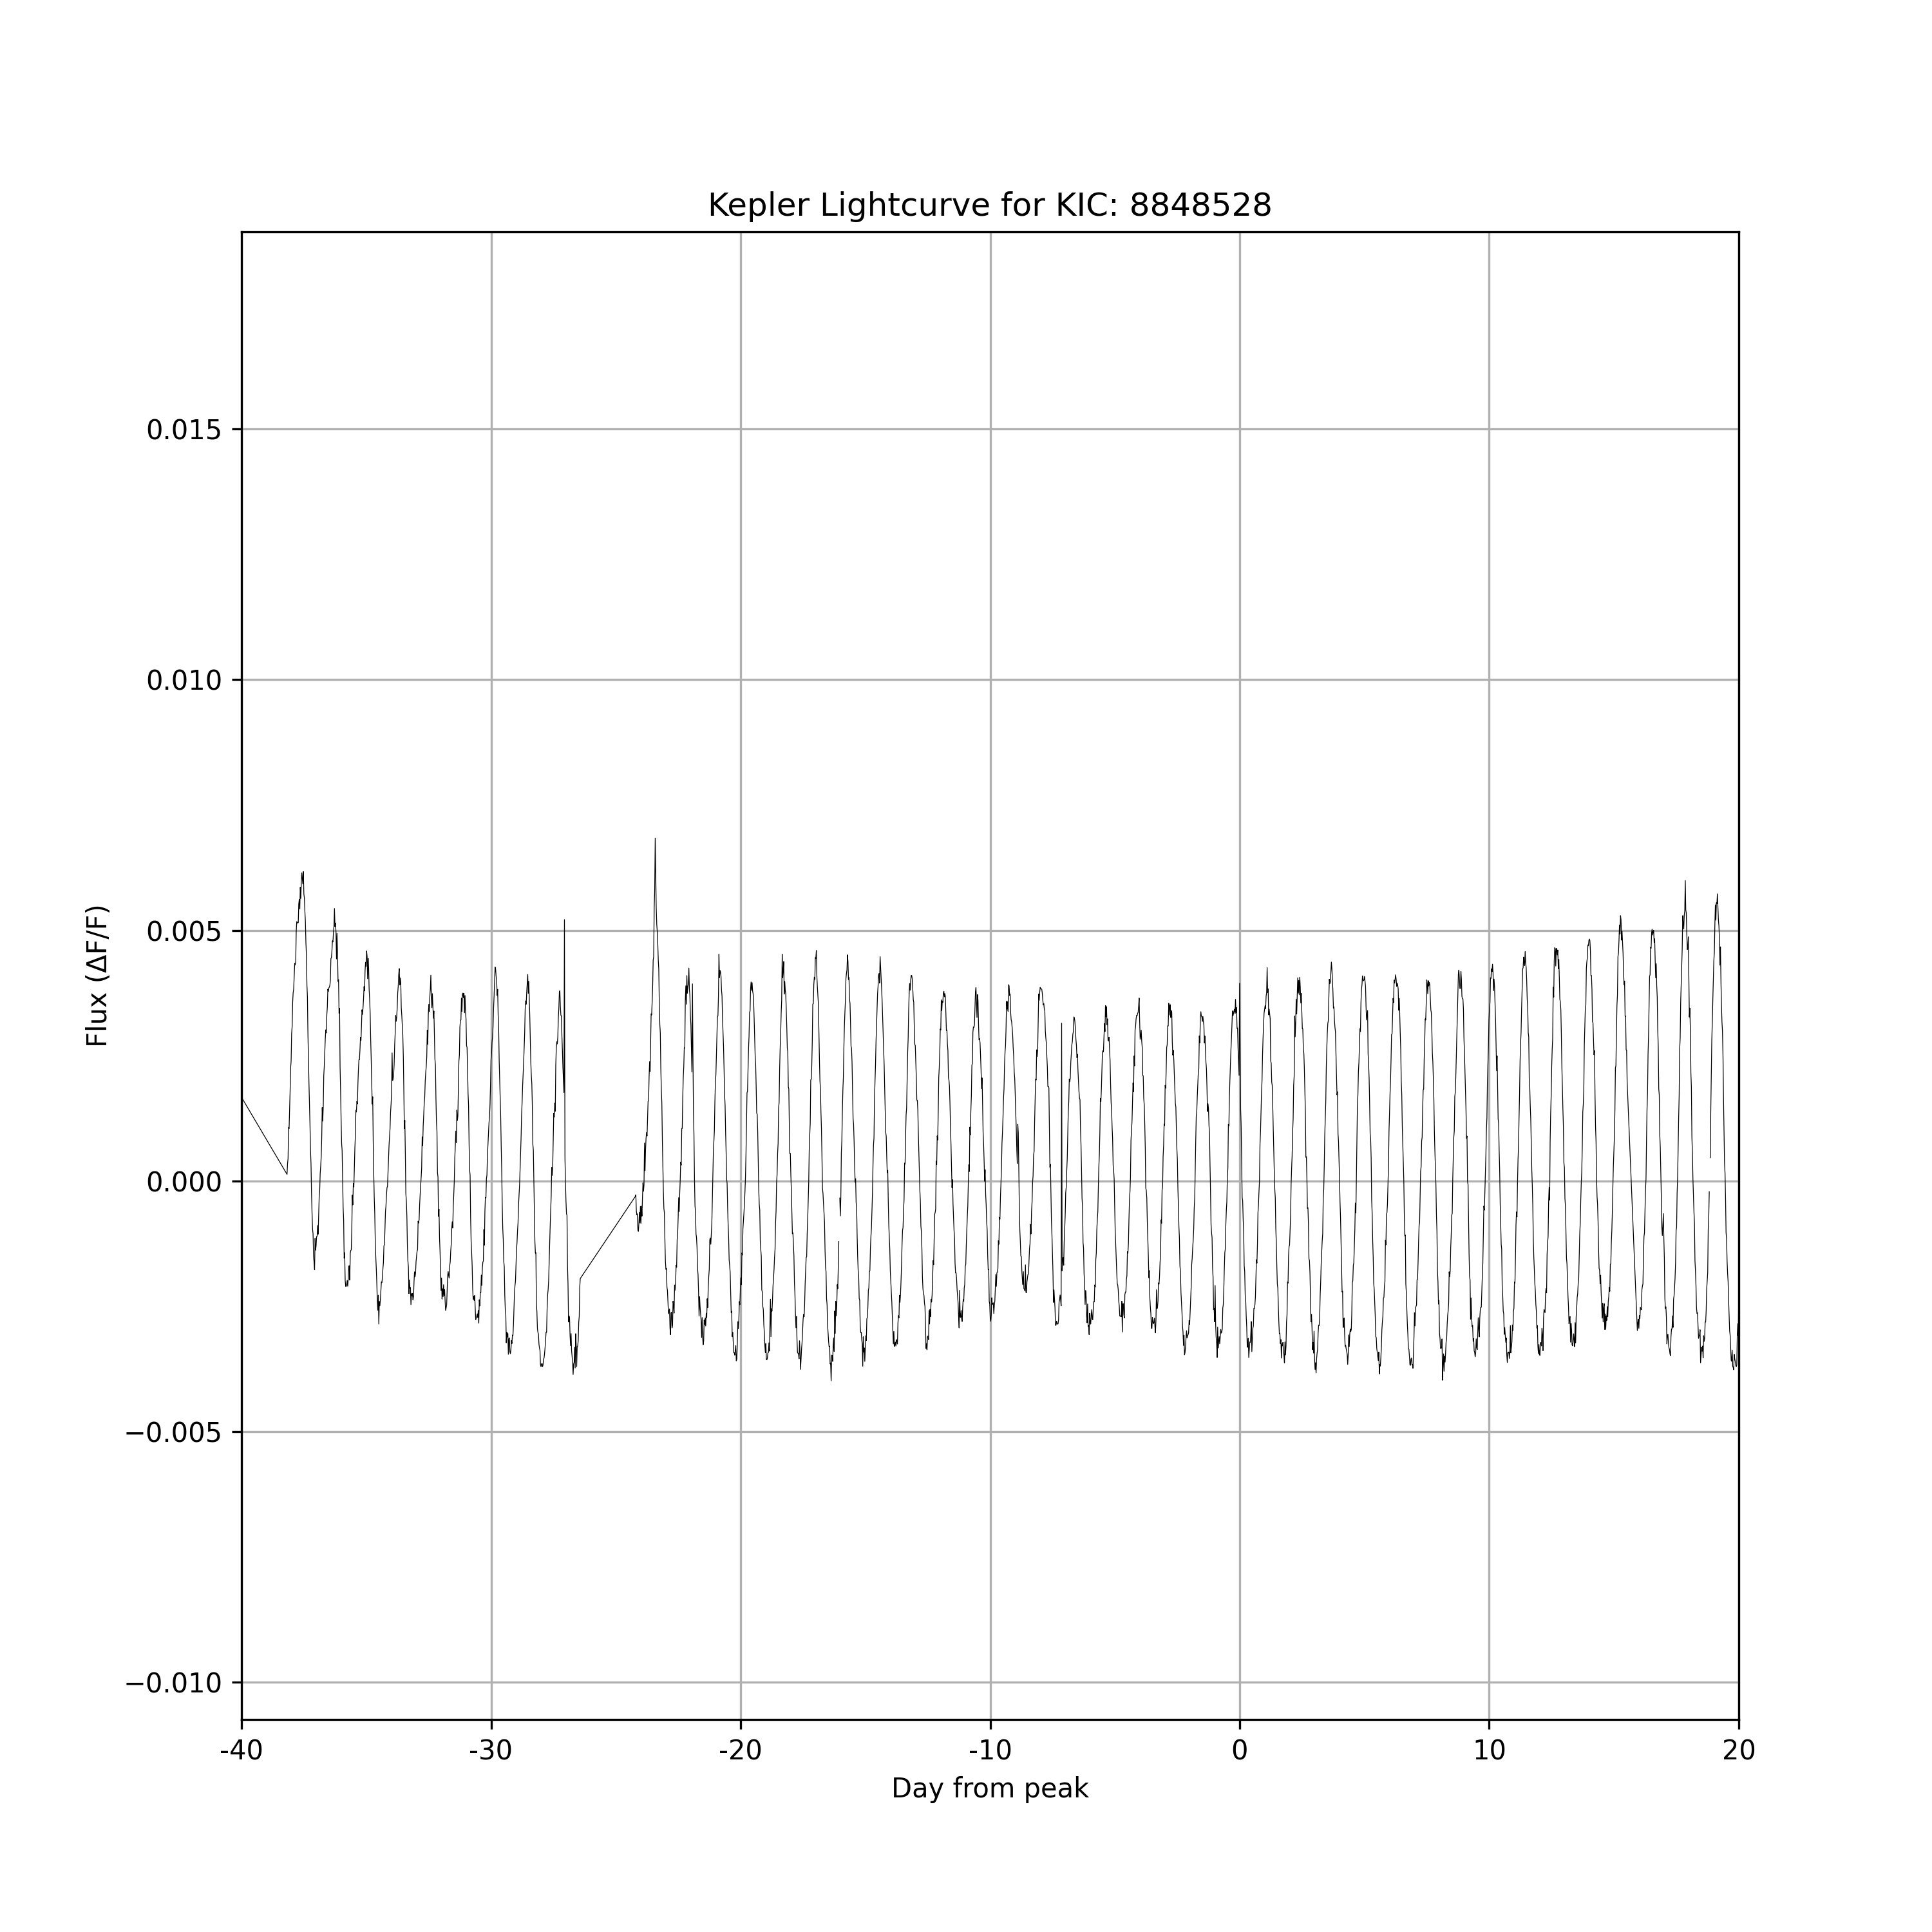 Kepler Lightcurve for KIC: 8848528
Flux (ΔF/F)
0.015
0.010
0.005
0.000
−0.005
−0.010
-40 -30 -20 -10 0 10 20
Day from peak